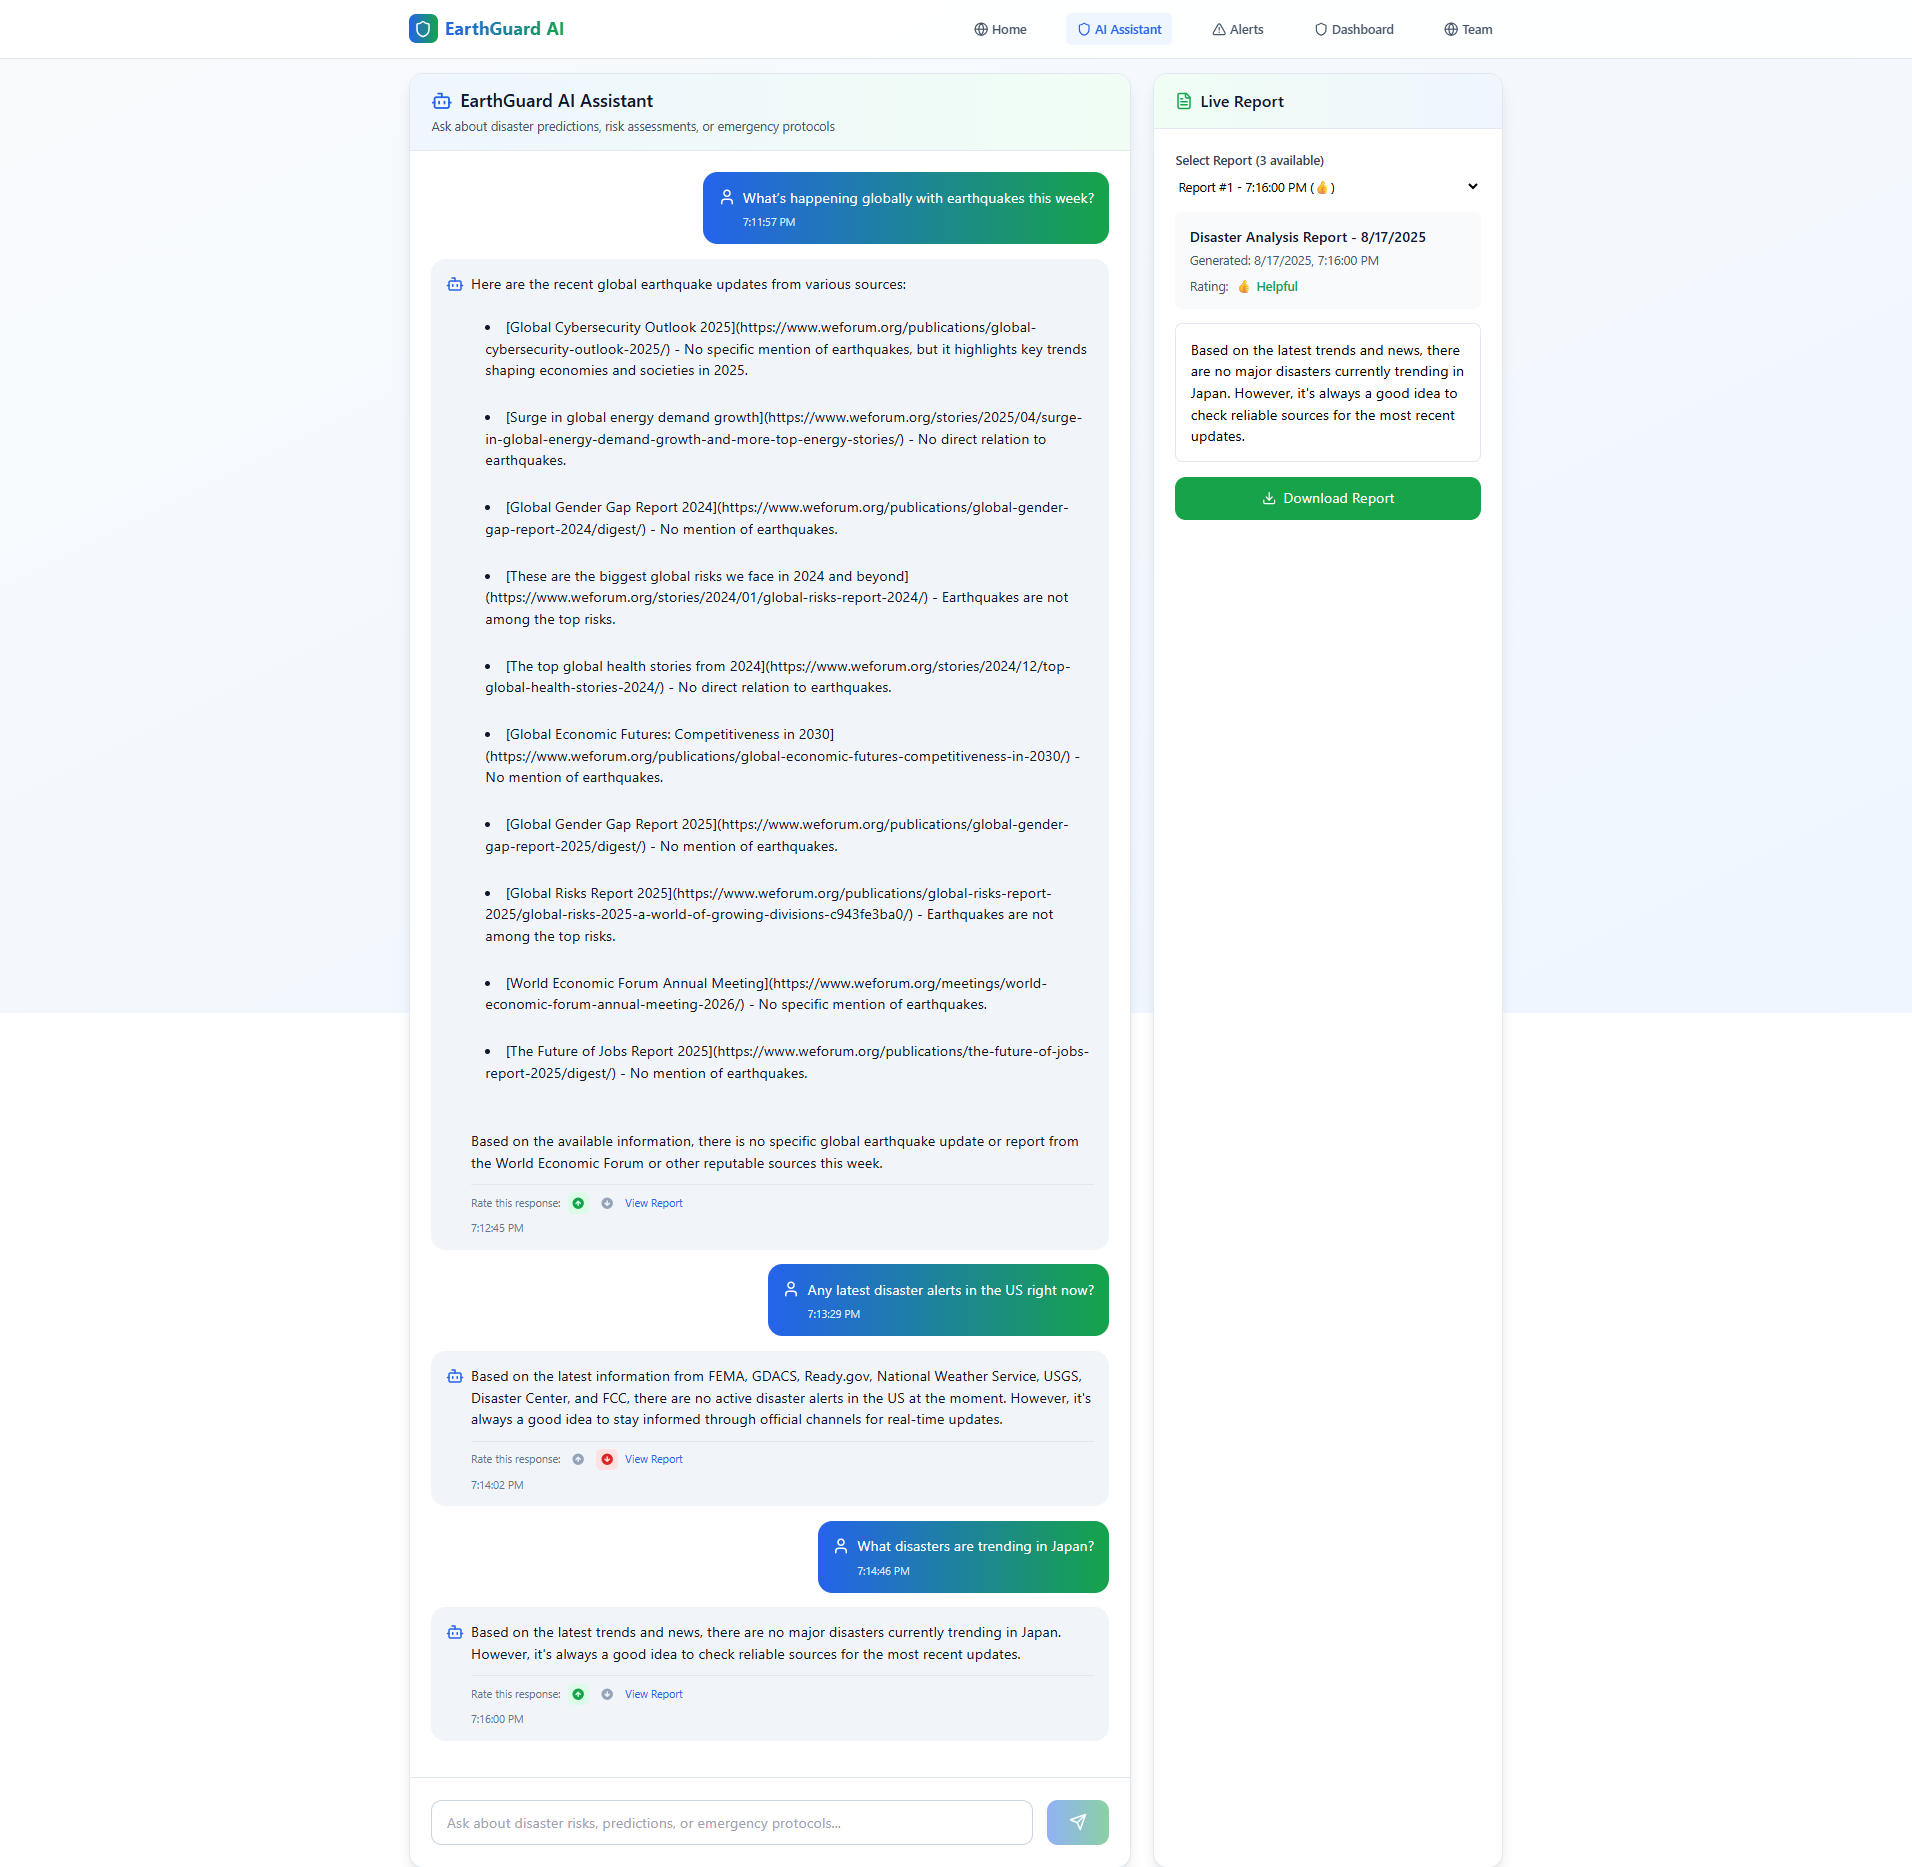 EarthGuard AI
Home
AI Assistant
Alerts
Dashboard
Team
EarthGuard AI Assistant
Ask about disaster predictions, risk assessments, or emergency protocols
What's happening globally with earthquakes this week?
7:11:57 PM
Here are the recent global earthquake updates from various sources:
• [Global Cybersecurity Outlook 2025](https://www.weforum.org/publications/global-
cybersecurity-outlook-2025/) - No specific mention of earthquakes, but it highlights key trends
shaping economies and societies in 2025.
• [Surge in global energy demand growth](https://www.weforum.org/stories/2025/04/surge-
in-global-energy-demand-growth-and-more-top-energy-stories/) - No direct relation to
earthquakes.
• [Global Gender Gap Report 2024](https://www.weforum.org/publications/global-gender-
gap-report-2024/digest/) - No mention of earthquakes.
• [These are the biggest global risks we face in 2024 and beyond]
(https://www.weforum.org/stories/2024/01/global-risks-report-2024/) - Earthquakes are not
among the top risks.
• [The top global health stories from 2024](https://www.weforum.org/stories/2024/12/top-
global-health-stories-2024/) - No direct relation to earthquakes.
• [Global Economic Futures: Competitiveness in 2030]
(https://www.weforum.org/publications/global-economic-futures-competitiveness-in-2030/) -
No mention of earthquakes.
• [Global Gender Gap Report 2025](https://www.weforum.org/publications/global-gender-
gap-report-2025/digest/) - No mention of earthquakes.
• [Global Risks Report 2025](https://www.weforum.org/publications/global-risks-report-
2025/global-risks-2025-a-world-of-growing-divisions-c943fe3ba0/) - Earthquakes are not
among the top risks.
• [World Economic Forum Annual Meeting](https://www.weforum.org/meetings/world-
economic-forum-annual-meeting-2026/) - No specific mention of earthquakes.
• [The Future of Jobs Report 2025](https://www.weforum.org/publications/the-future-of-jobs-
report-2025/digest/) - No mention of earthquakes.
Based on the available information, there is no specific global earthquake update or report from
the World Economic Forum or other reputable sources this week.
Rate this response: View Report
7:12:45 PM
Any latest disaster alerts in the US right now?
7:13:29 PM
Based on the latest information from FEMA, GDACS, Ready.gov, National Weather Service, USGS,
Disaster Center, and FCC, there are no active disaster alerts in the US at the moment. However, it's
always a good idea to stay informed through official channels for real-time updates.
Rate this response: View Report
7:14:02 PM
What disasters are trending in Japan?
7:14:46 PM
Based on the latest trends and news, there are no major disasters currently trending in Japan.
However, it's always a good idea to check reliable sources for the most recent updates.
Rate this response: View Report
7:16:00 PM
Ask about disaster risks, predictions, or emergency protocols...
Live Report
Select Report (3 available)
Report #1 - 7:16:00 PM (👍)
Disaster Analysis Report - 8/17/2025
Generated: 8/17/2025, 7:16:00 PM
Rating: 👍 Helpful
Based on the latest trends and news, there
are no major disasters currently trending in
Japan. However, it's always a good idea to
check reliable sources for the most recent
updates.
Download Report